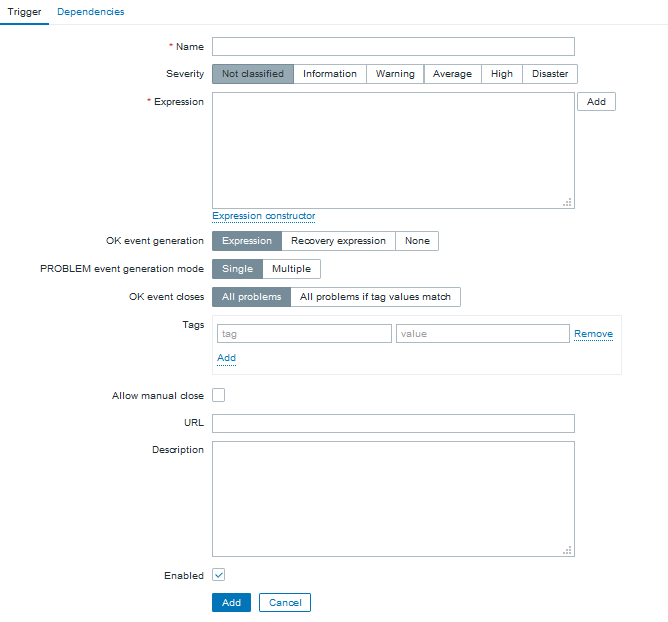 Trigger Dependencies
* Name
Severity Not classified Information Warning Average High Disaster
* Expression Add
Expression constructor
OK event generation Expression Recovery expression None
PROBLEM event generation mode Single Multiple
OK event closes All problems All problems if tag values match
Tags tag value Remove
Add
Allow manual close
URL
Description
Enabled
Add Cancel